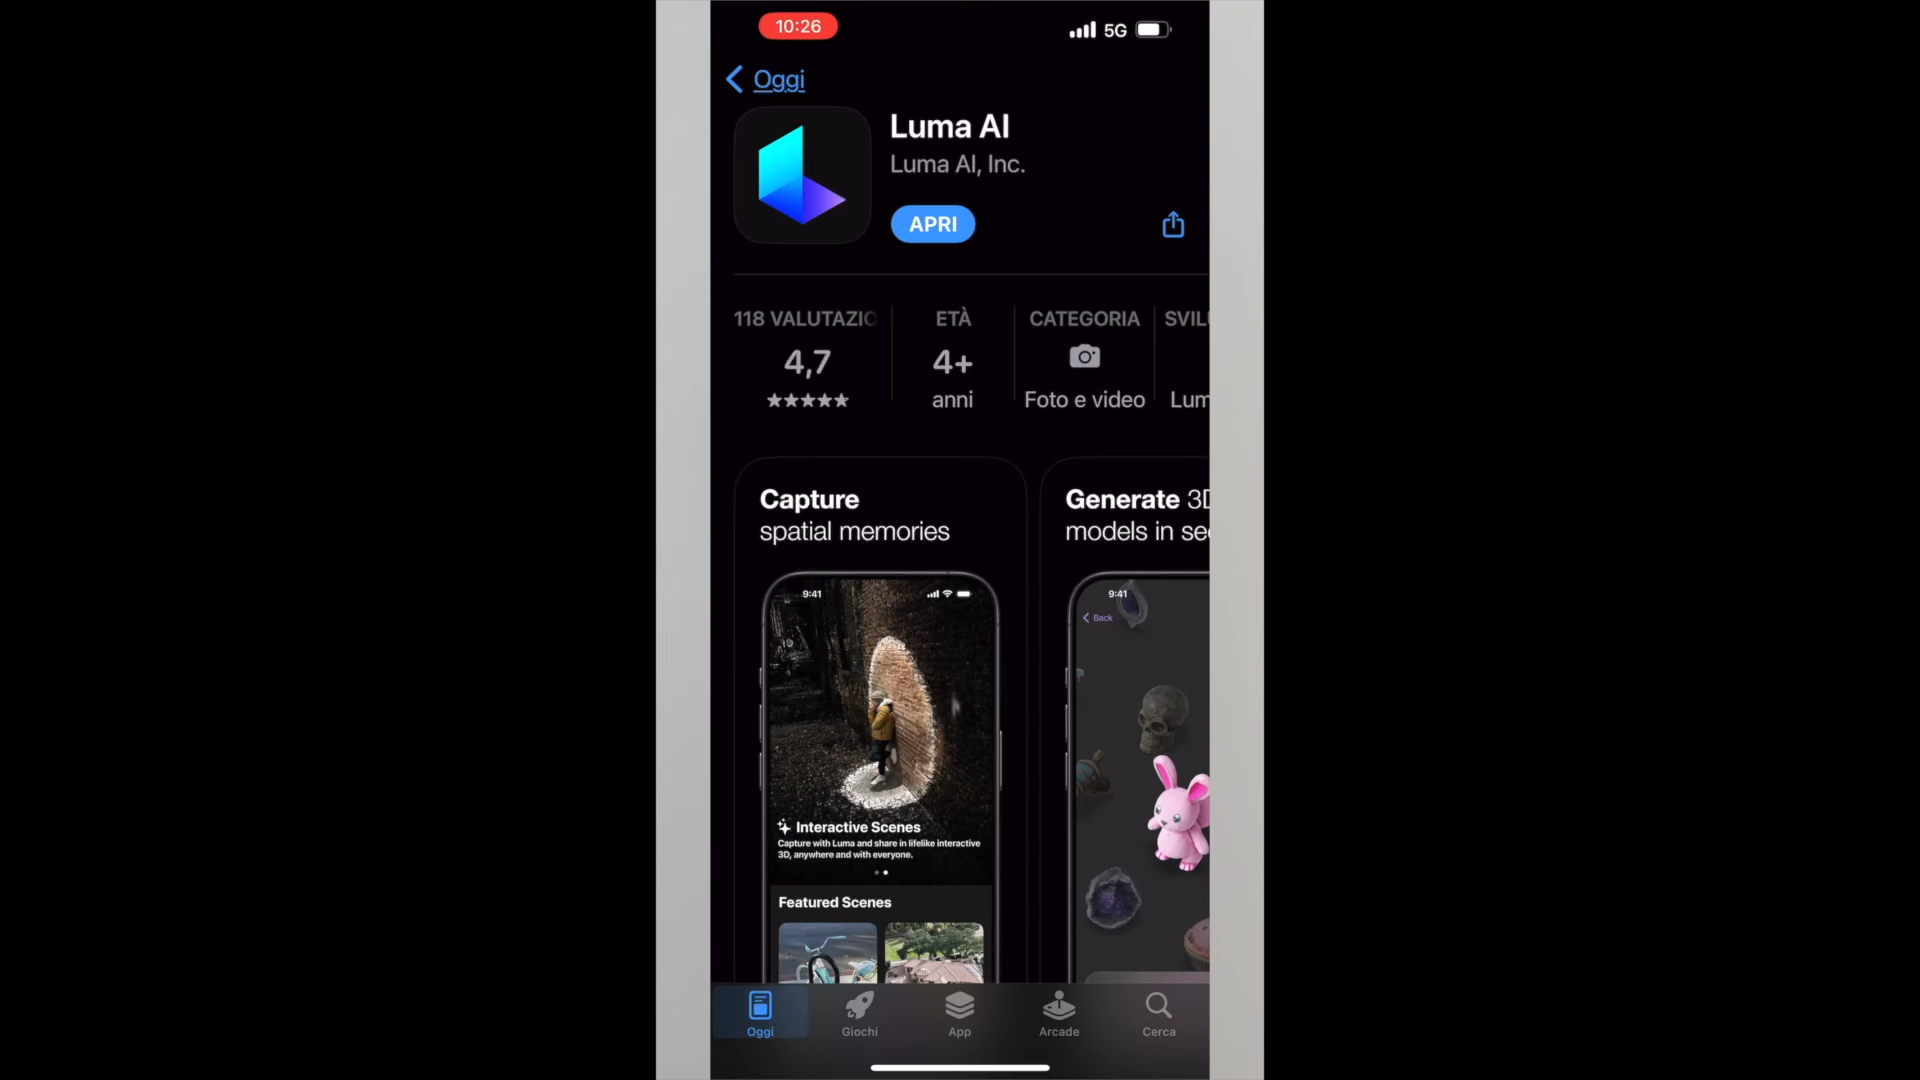 10:26
5G
Oggi
Luma AI
Luma AI, Inc.
APRI
118 VALUTAZIO
ETÀ
CATEGORIA
SVILU
4,7
4+
anni
Foto e video
Lum
Capture
spatial memories
Generate 3D
models in sec
9:41
9:41
Back
Interactive Scenes
Capture with Luma and share in lifelike interactive
3D, anywhere and with everyone.
Featured Scenes
Oggi
Giochi
App
Arcade
Cerca